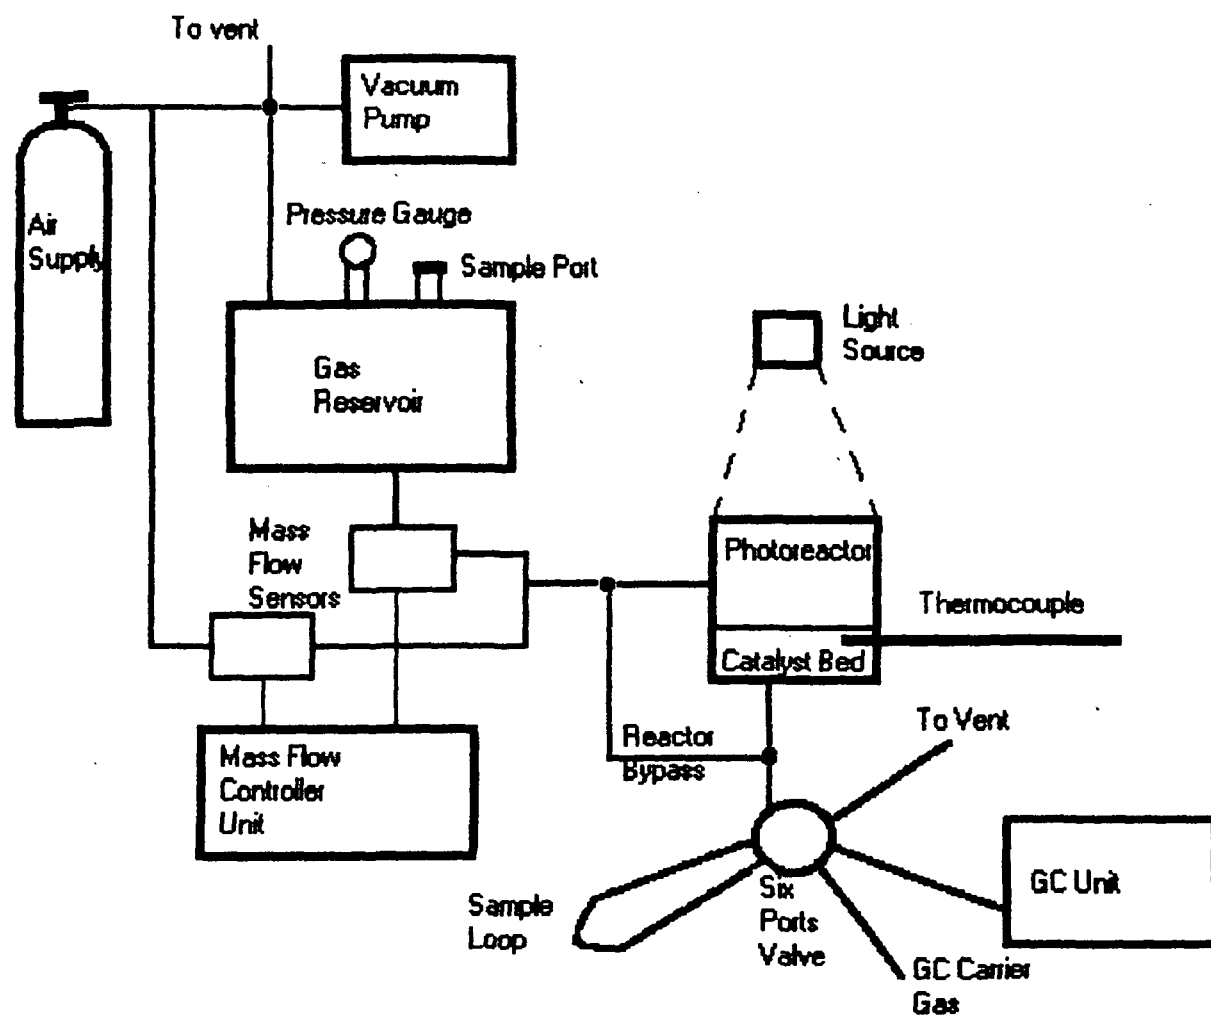 To vent
Vacuum
Pump
Air
Supply
Pressure Gauge
Sample Port
Gas
Reservoir
Light
Source
Mass
Flow
Sensors
Photoreactor
Thermocouple
Catalyst Bed
Mass Flow
Controller
Unit
Reactor
Bypass
To Vent
GC Unit
Sample
Loop
Six
Ports
Valve
GC Carrier
Gas